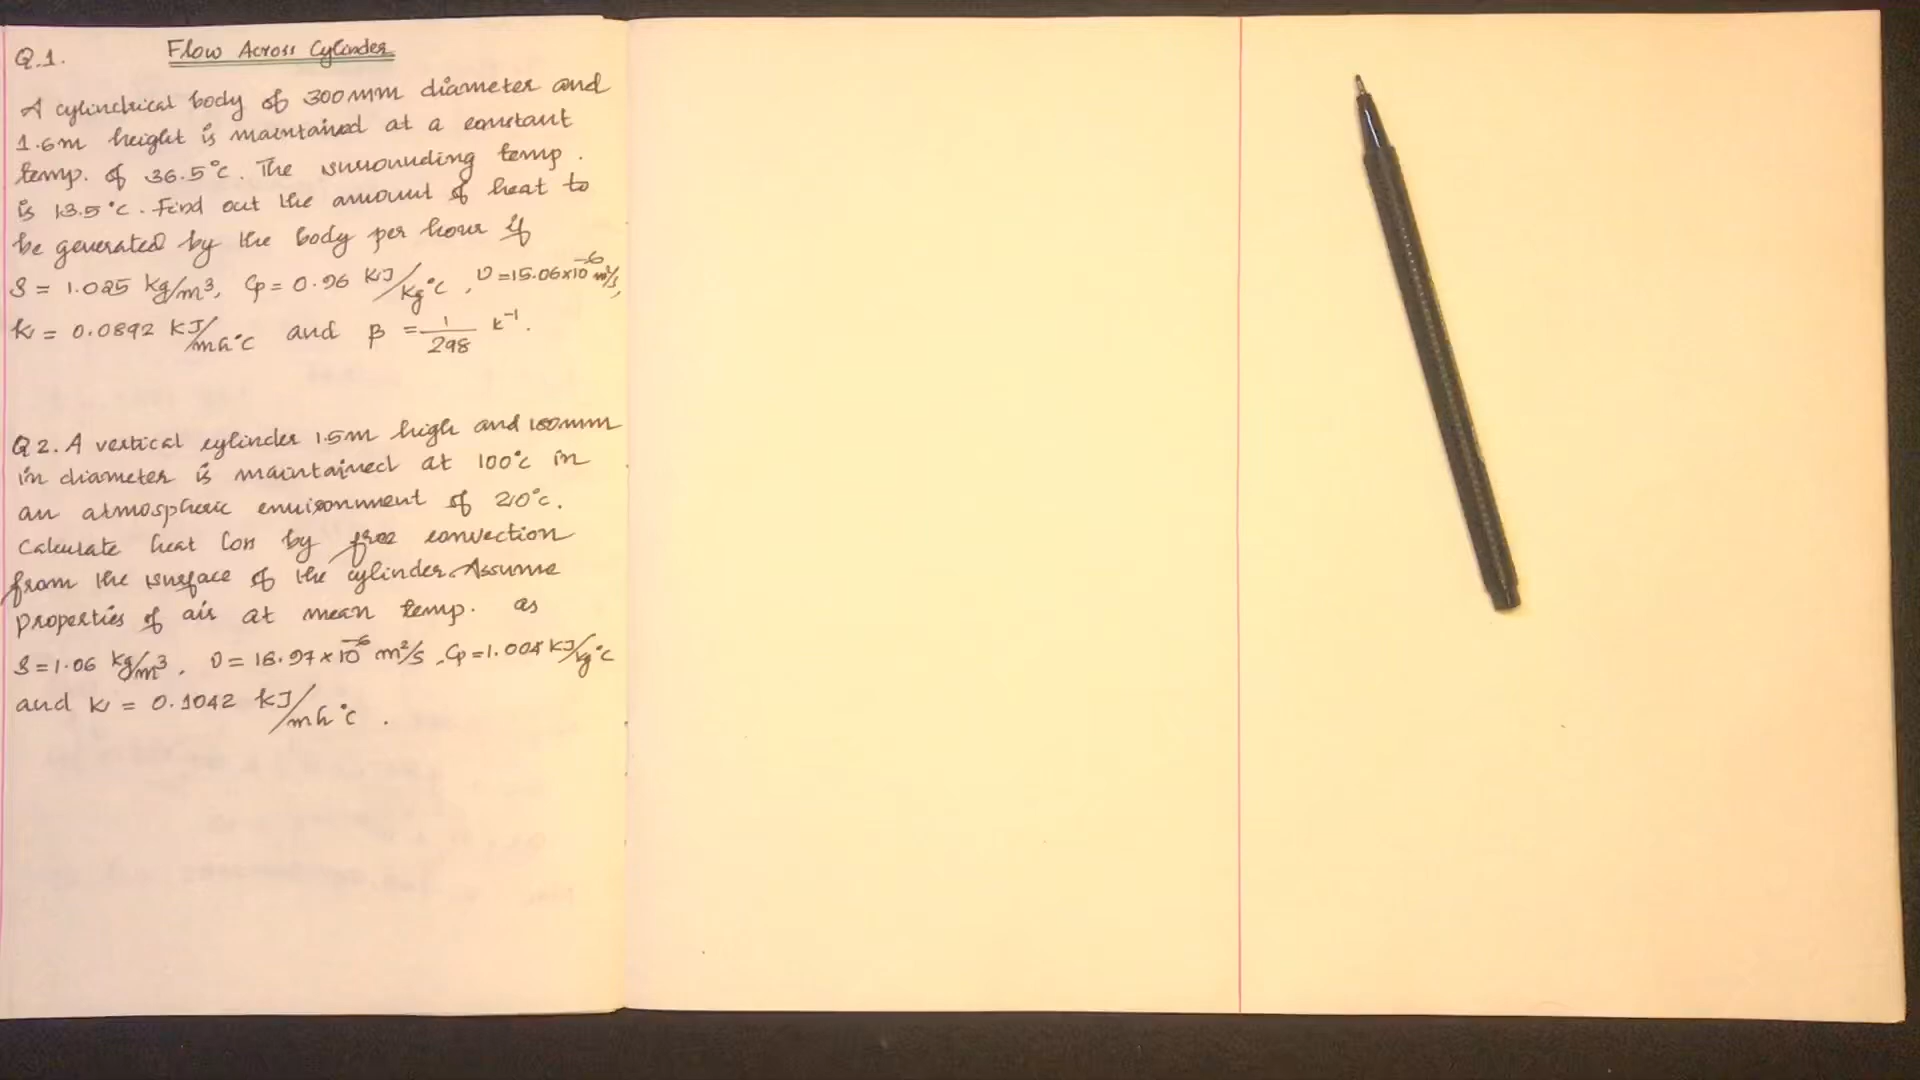 Q.1. Flow Across Cylinder
A cylindrical body of 300mm diameter and
1.6m height is maintained at a constant
temp. of 36.5°C. The surrounding temp.
is 13.5°C. Find out the amount of heat to
be generated by the body per hour if
ρ = 1.025 kg/m³, Cp = 0.96 KJ/kg°C, υ = 15.06×10⁻⁶ m²/s,
k = 0.0892 KJ/mh°C and β = 1/298 K⁻¹.
Q2. A vertical cylinder 1.5m high and 180mm
in diameter is maintained at 100°C in
an atmospheric environment of 20°C.
Calculate heat loss by free convection
from the surface of the cylinder. Assume
properties of air at mean temp. as
ρ = 1.06 kg/m³, υ = 18.97×10⁻⁶ m²/s, Cp = 1.004 KJ/kg°C
and k = 0.1042 kJ/mh°C.